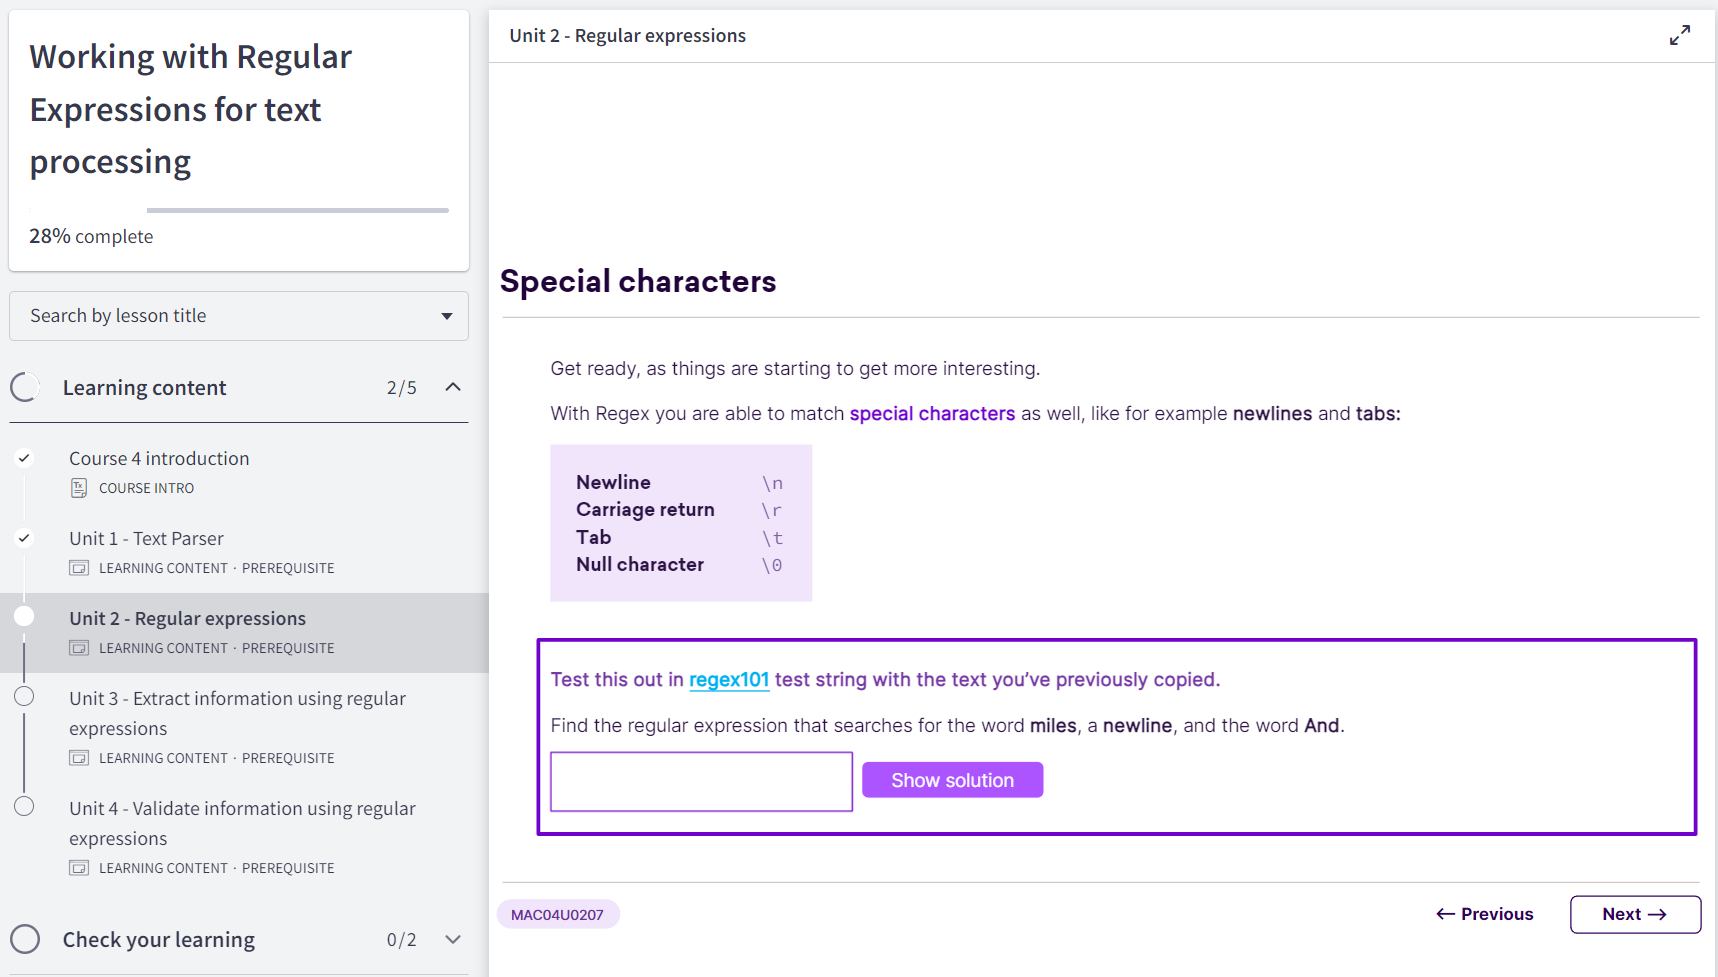 Working with Regular
Expressions for text
processing
28% complete
Search by lesson title
Learning content 2/5
Course 4 introduction
COURSE INTRO
Unit 1 - Text Parser
LEARNING CONTENT · PREREQUISITE
Unit 2 - Regular expressions
LEARNING CONTENT · PREREQUISITE
Unit 3 - Extract information using regular
expressions
LEARNING CONTENT · PREREQUISITE
Unit 4 - Validate information using regular
expressions
LEARNING CONTENT · PREREQUISITE
Check your learning 0/2
Unit 2 - Regular expressions
Special characters
Get ready, as things are starting to get more interesting.
With Regex you are able to match special characters as well, like for example newlines and tabs:
Newline \n
Carriage return \r
Tab \t
Null character \0
Test this out in regex101 test string with the text you’ve previously copied.
Find the regular expression that searches for the word miles, a newline, and the word And.
Show solution
MAC04U0207
← Previous
Next →